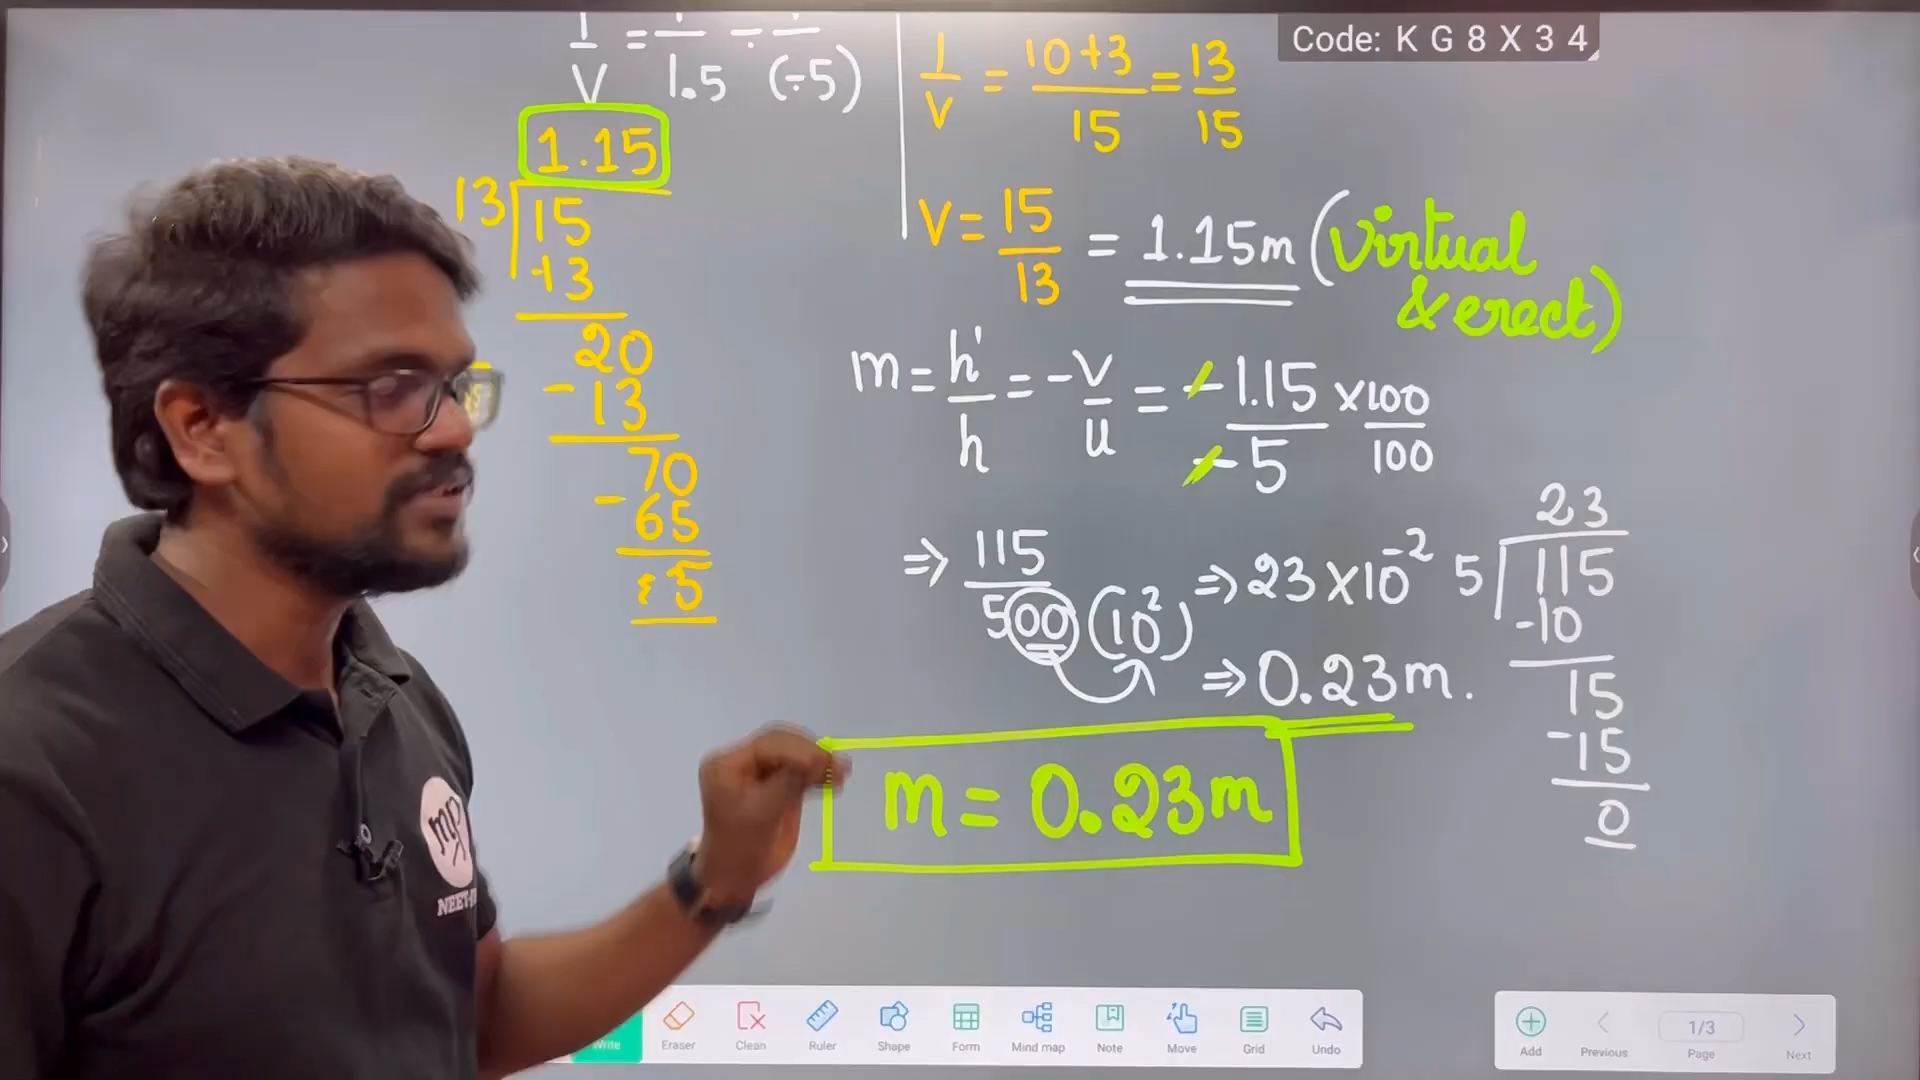 Code: K G 8 X 3 4
1/V = 1/1.5 - 1/(-5)
1/V = 10+3/15 = 13/15
1.15
13 15
-13
20
-13
70
-65
5
V = 15/13 = 1.15m (Virtual & erect)
m = h'/h = -v/u = -1.15/-5 × 100/100
⇒ 115/500 (10² ) ⇒ 23 × 10⁻²
⇒ 0.23m.
m = 0.23m
23
5 115
-10
15
-15
0
Write
Eraser
Clean
Ruler
Shape
Form
Mind map
Note
Move
Grid
Undo
Add
Previous
1/3
Page
Next